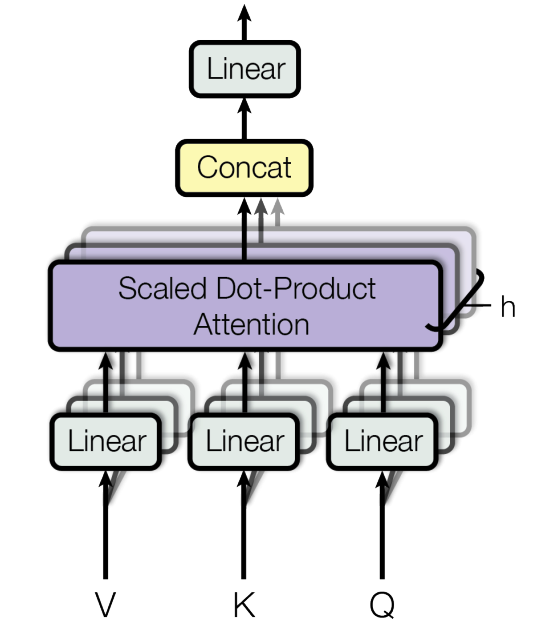 Linear
Concat
Scaled Dot-Product
Attention
h
Linear
Linear
Linear
V
K
Q